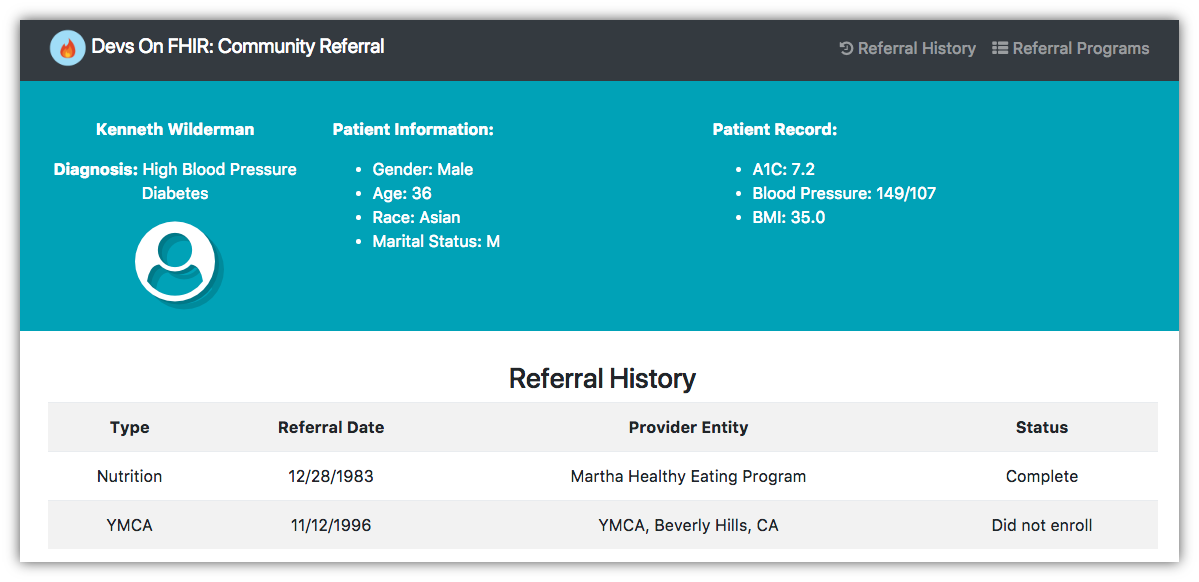 Devs On FHIR: Community Referral
Referral History
Referral Programs
Kenneth Wilderman
Diagnosis: High Blood Pressure
Diabetes
Patient Information:
Gender: Male
Age: 36
Race: Asian
Marital Status: M
Patient Record:
A1C: 7.2
Blood Pressure: 149/107
BMI: 35.0
Referral History
Type Referral Date Provider Entity Status
Nutrition 12/28/1983 Martha Healthy Eating Program Complete
YMCA 11/12/1996 YMCA, Beverly Hills, CA Did not enroll